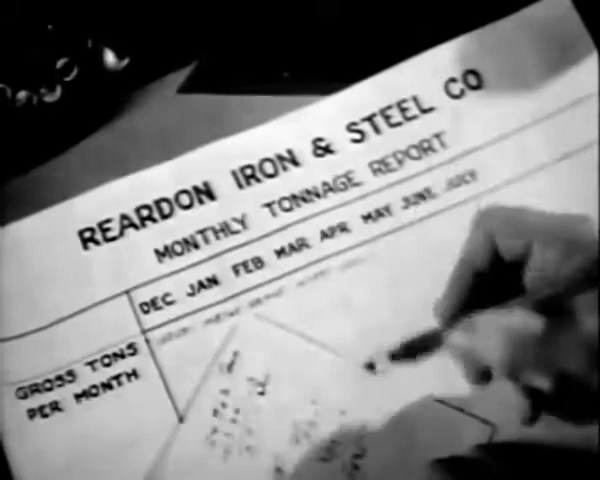 REARDON IRON & STEEL CO
MONTHLY TONNAGE REPORT
DEC JAN FEB MAR APR MAY JUNE JULY
GROSS TONS
PER MONTH